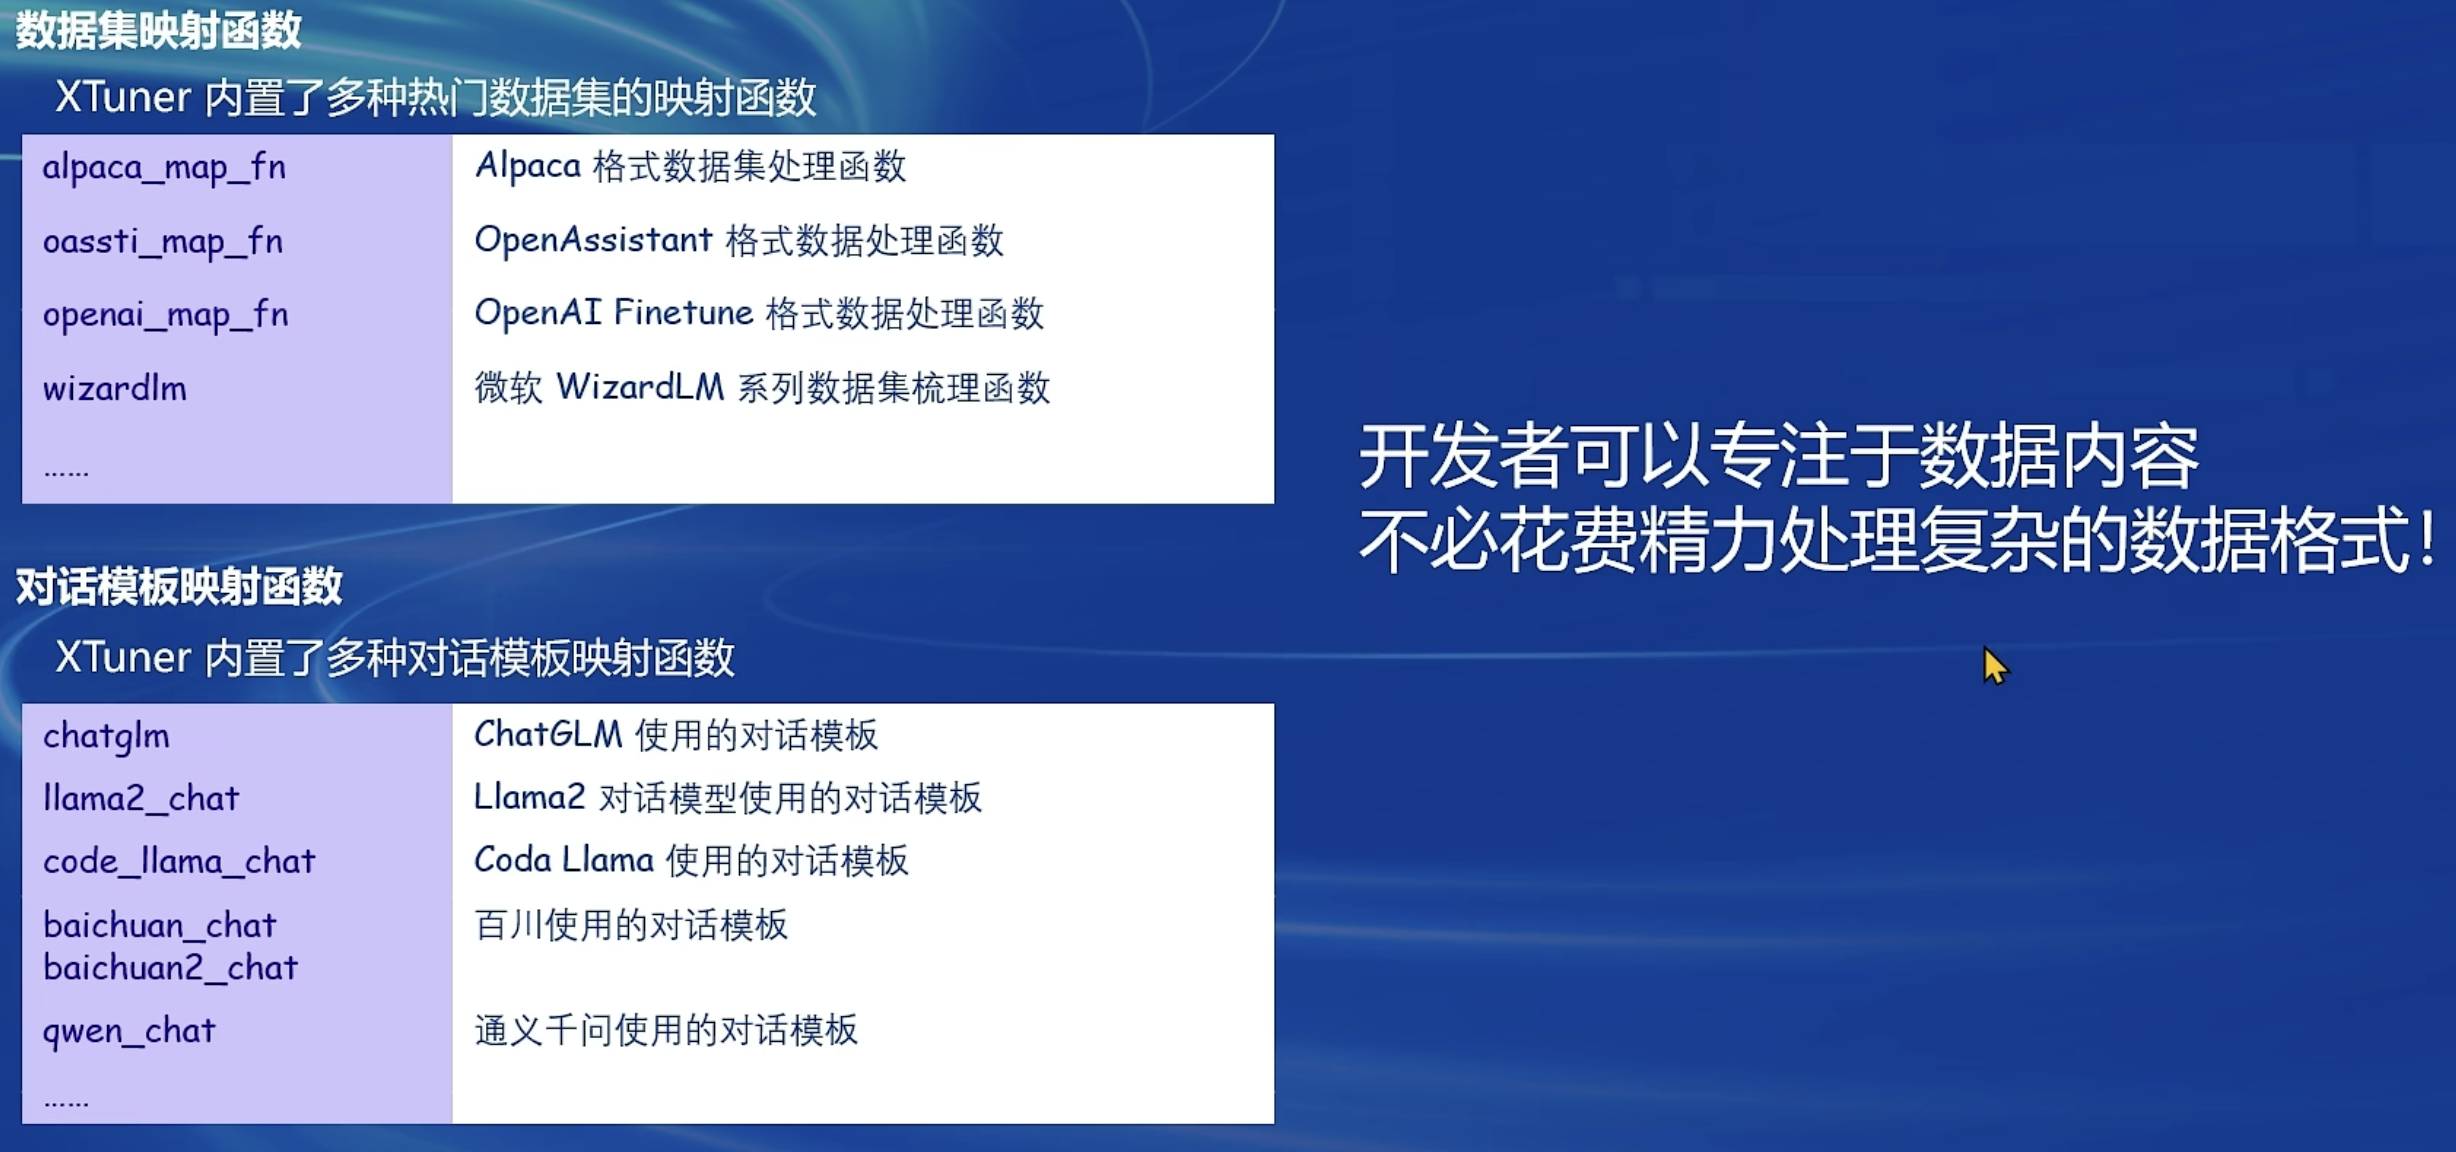 数据集映射函数
XTuner 内置了多种热门数据集的映射函数
alpaca_map_fn Alpaca 格式数据集处理函数
oassti_map_fn OpenAssistant 格式数据处理函数
openai_map_fn OpenAI Finetune 格式数据处理函数
wizardlm 微软 WizardLM 系列数据集梳理函数
......
对话模板映射函数
XTuner 内置了多种对话模板映射函数
chatglm ChatGLM 使用的对话模板
llama2_chat Llama2 对话模型使用的对话模板
code_llama_chat Coda Llama 使用的对话模板
baichuan_chat 百川使用的对话模板
baichuan2_chat
qwen_chat 通义千问使用的对话模板
......
开发者可以专注于数据内容
不必花费精力处理复杂的数据格式！